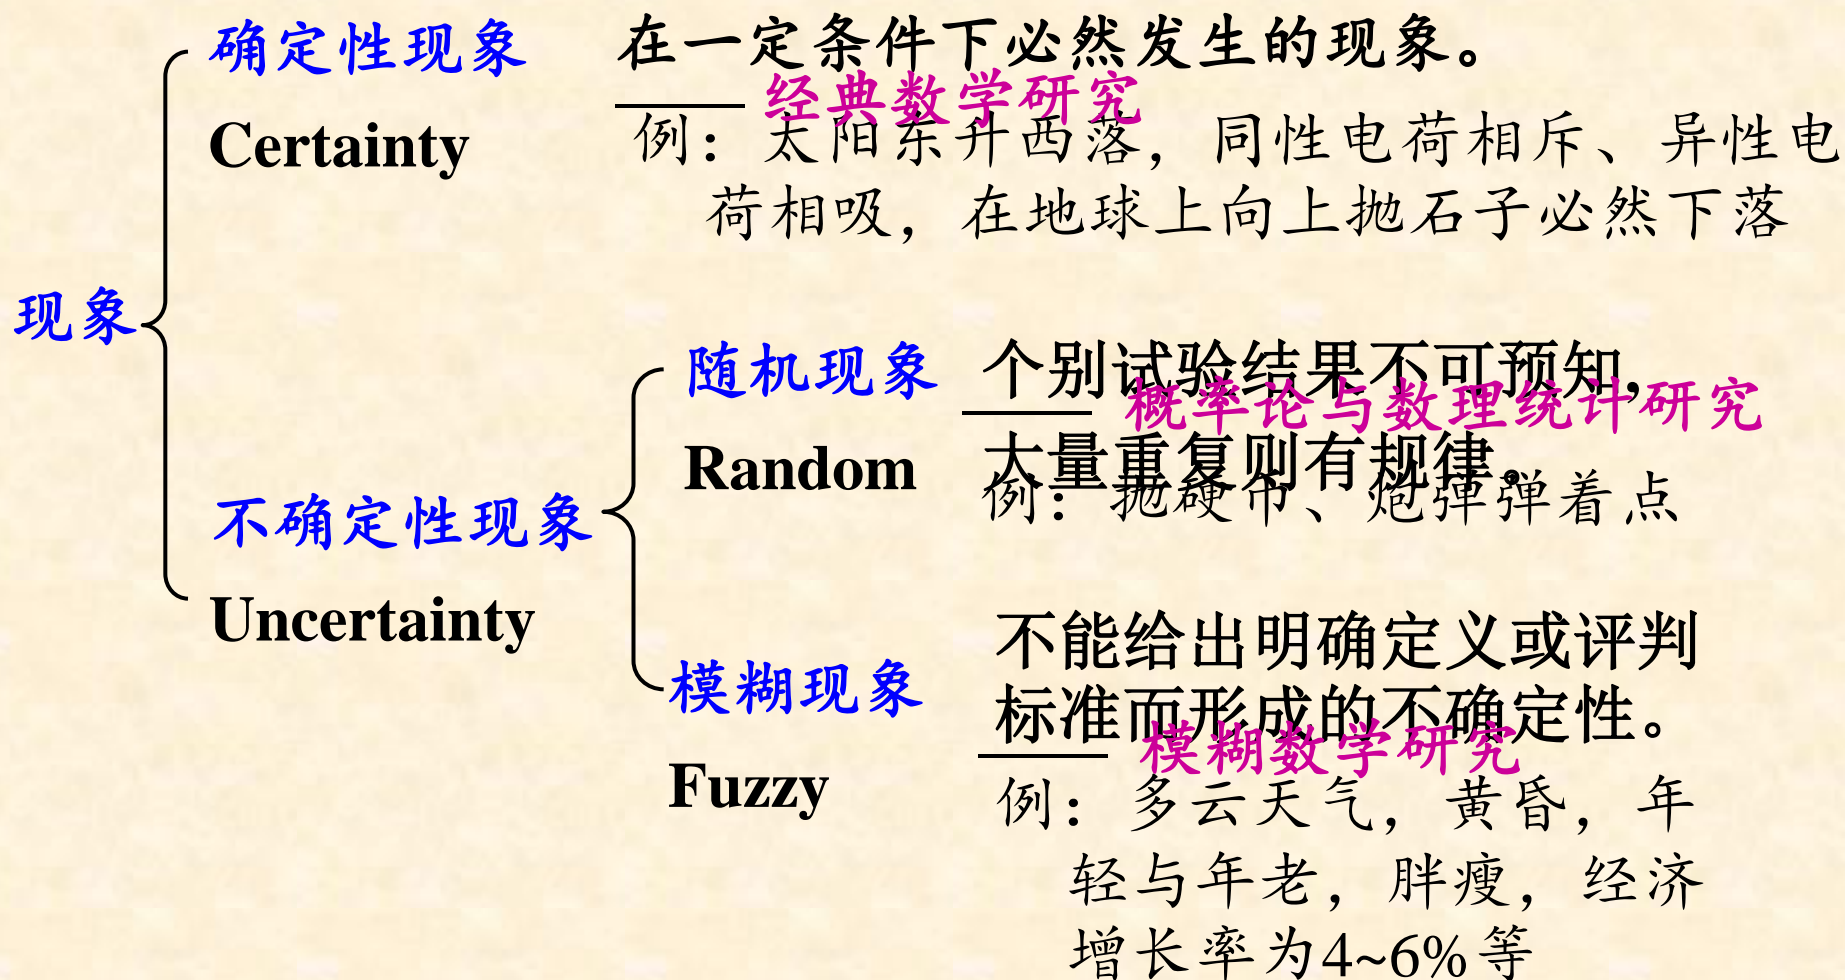 现象
确定性现象
Certainty
在一定条件下必然发生的现象。
经典数学研究
例：太阳东升西落，同性电荷相斥、异性电
荷相吸，在地球上向上抛石子必然下落
不确定性现象
Uncertainty
随机现象
Random
个别试验结果不可预知，
概率论与数理统计研究
大量重复则有规律。
例：抛硬币、炮弹弹着点
模糊现象
Fuzzy
不能给出明确定义或评判
标准而形成的不确定性。
模糊数学研究
例：多云天气，黄昏，年
轻与年老，胖瘦，经济
增长率为4~6%等